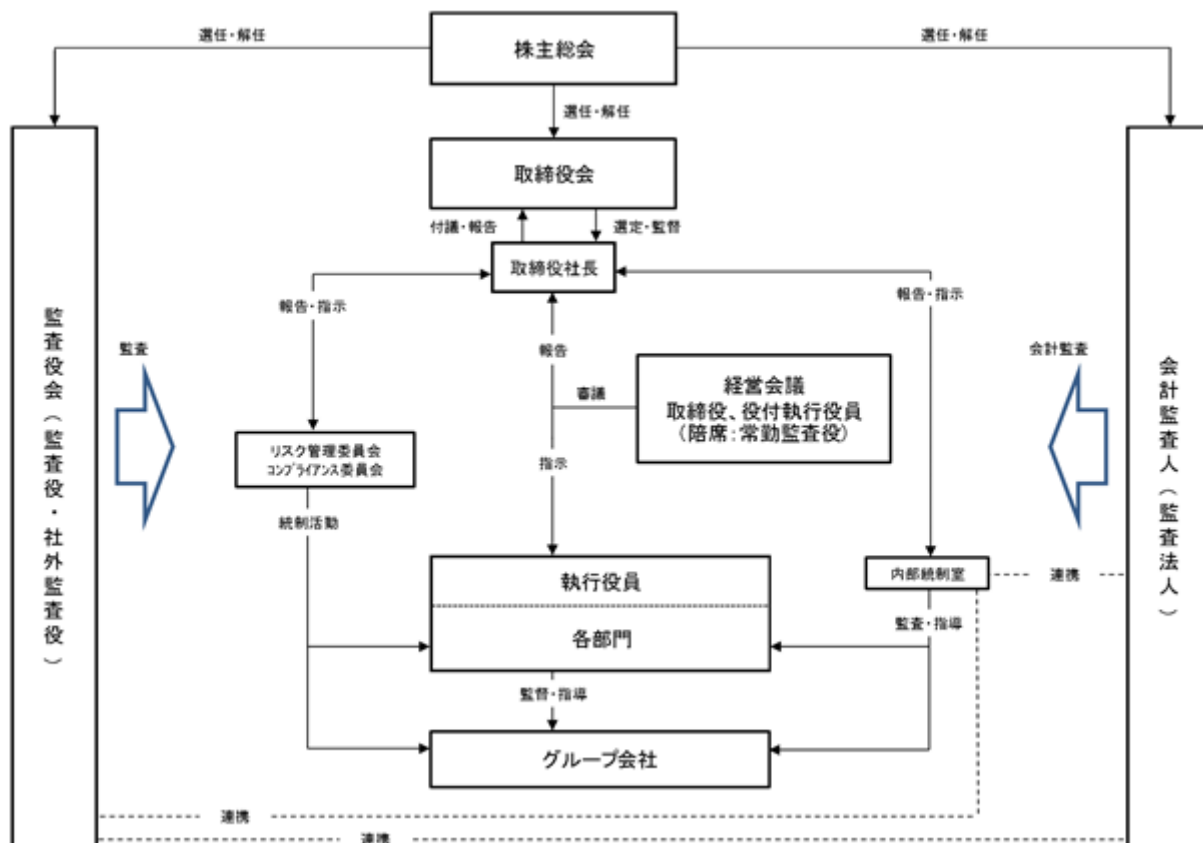 選任・解任
株主総会
選任・解任
選任・解任
取締役会
付議・報告
選定・監督
取締役社長
報告・指示
報告・指示
監査役会（監査役・社外監査役）
監査
報告
審議
経営会議
取締役、役付執行役員
（陪席：常勤監査役）
会計監査
会計監査人（監査法人）
リスク管理委員会
コンプライアンス委員会
指示
統制活動
執行役員
各部門
内部統制室
連携
監査・指導
監督・指導
グループ会社
連携
連携